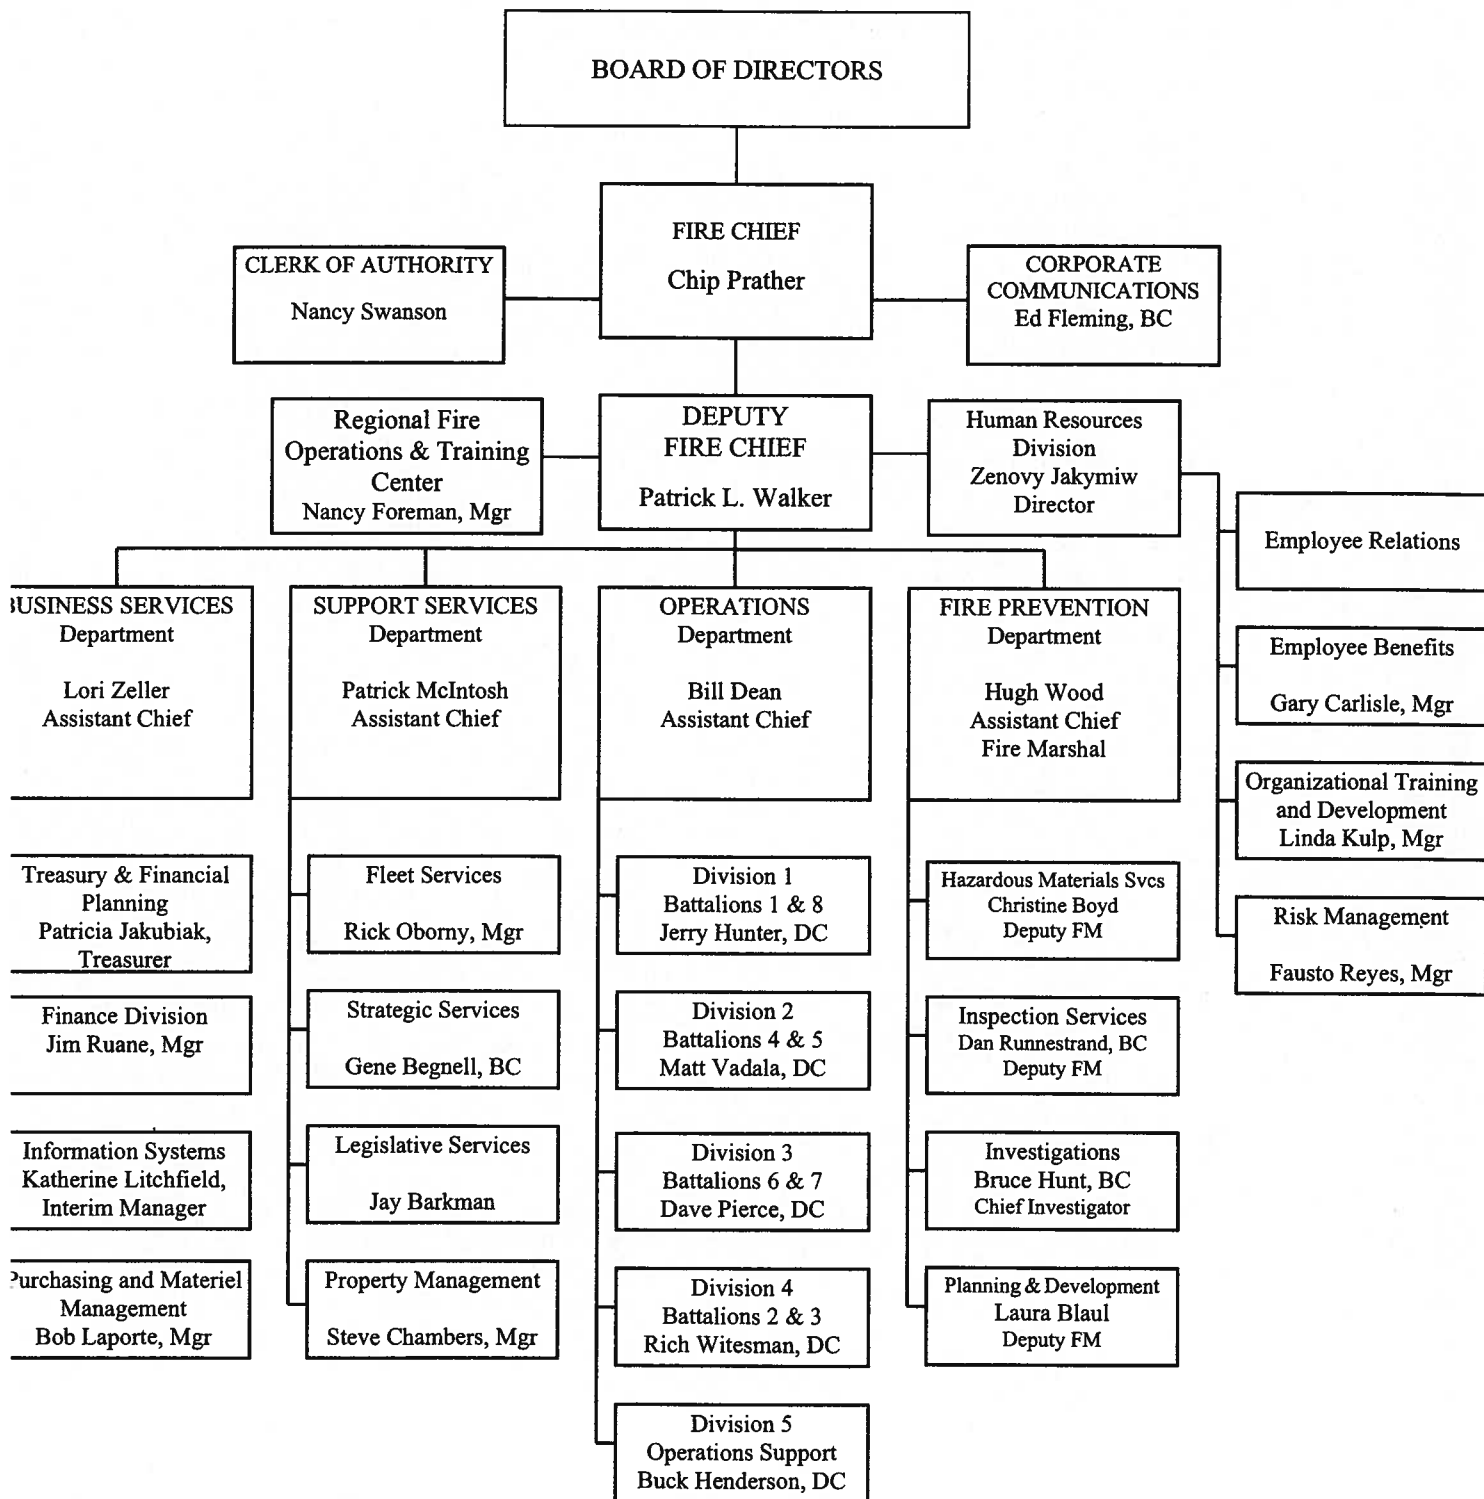 BOARD OF DIRECTORS
FIRE CHIEF
Chip Prather
CLERK OF AUTHORITY
Nancy Swanson
CORPORATE
COMMUNICATIONS
Ed Fleming, BC
Regional Fire
Operations & Training
Center
Nancy Foreman, Mgr
DEPUTY
FIRE CHIEF
Patrick L. Walker
Human Resources
Division
Zenovy Jakymiw
Director
Employee Relations
Employee Benefits
Gary Carlisle, Mgr
Organizational Training
and Development
Linda Kulp, Mgr
Risk Management
Fausto Reyes, Mgr
BUSINESS SERVICES
Department
Lori Zeller
Assistant Chief
Treasury & Financial
Planning
Patricia Jakubiak,
Treasurer
Finance Division
Jim Ruane, Mgr
Information Systems
Katherine Litchfield,
Interim Manager
Purchasing and Materiel
Management
Bob Laporte, Mgr
SUPPORT SERVICES
Department
Patrick McIntosh
Assistant Chief
Fleet Services
Rick Oborny, Mgr
Strategic Services
Gene Begnell, BC
Legislative Services
Jay Barkman
Property Management
Steve Chambers, Mgr
OPERATIONS
Department
Bill Dean
Assistant Chief
Division 1
Battalions 1 & 8
Jerry Hunter, DC
Division 2
Battalions 4 & 5
Matt Vadala, DC
Division 3
Battalions 6 & 7
Dave Pierce, DC
Division 4
Battalions 2 & 3
Rich Witesman, DC
Division 5
Operations Support
Buck Henderson, DC
FIRE PREVENTION
Department
Hugh Wood
Assistant Chief
Fire Marshal
Hazardous Materials Svcs
Christine Boyd
Deputy FM
Inspection Services
Dan Runnestrand, BC
Deputy FM
Investigations
Bruce Hunt, BC
Chief Investigator
Planning & Development
Laura Blaul
Deputy FM